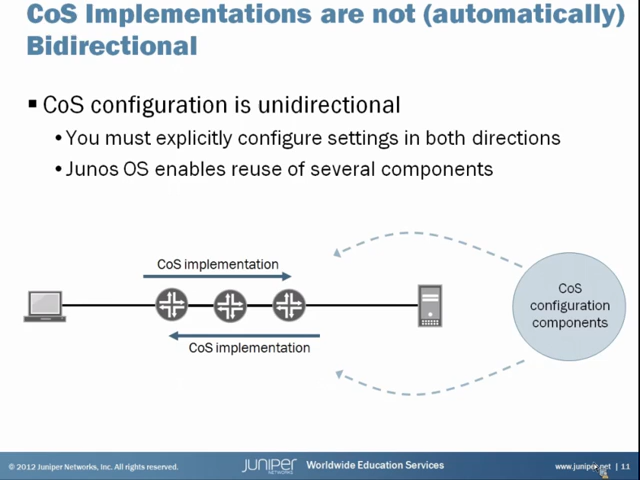 CoS Implementations are not (automatically)
Bidirectional
▪ CoS configuration is unidirectional
• You must explicitly configure settings in both directions
• Junos OS enables reuse of several components
CoS implementation
CoS implementation
CoS
configuration
components
© 2012 Juniper Networks, Inc. All rights reserved.
JUNIPER
NETWORKS
Worldwide Education Services
www.juniper.net | 11